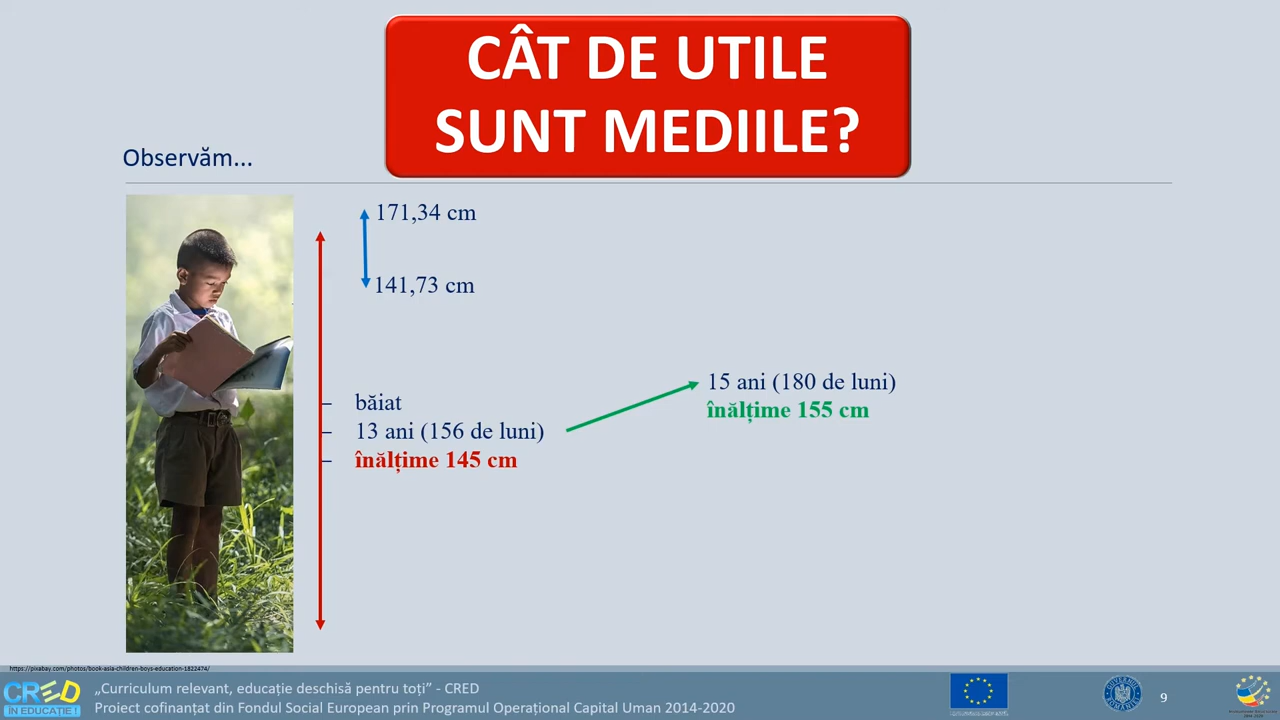 CÂT DE UTILE
SUNT MEDIILE?
Observăm...
171,34 cm
141,73 cm
– băiat
– 13 ani (156 de luni)
– înălțime 145 cm
15 ani (180 de luni)
înălțime 155 cm
https://pixabay.com/photos/book-asia-children-boys-education-1822474/
CRED
IN EDUCAȚIE !
„Curriculum relevant, educație deschisă pentru toți” - CRED
Proiect cofinanțat din Fondul Social European prin Programul Operațional Capital Uman 2014-2020
9